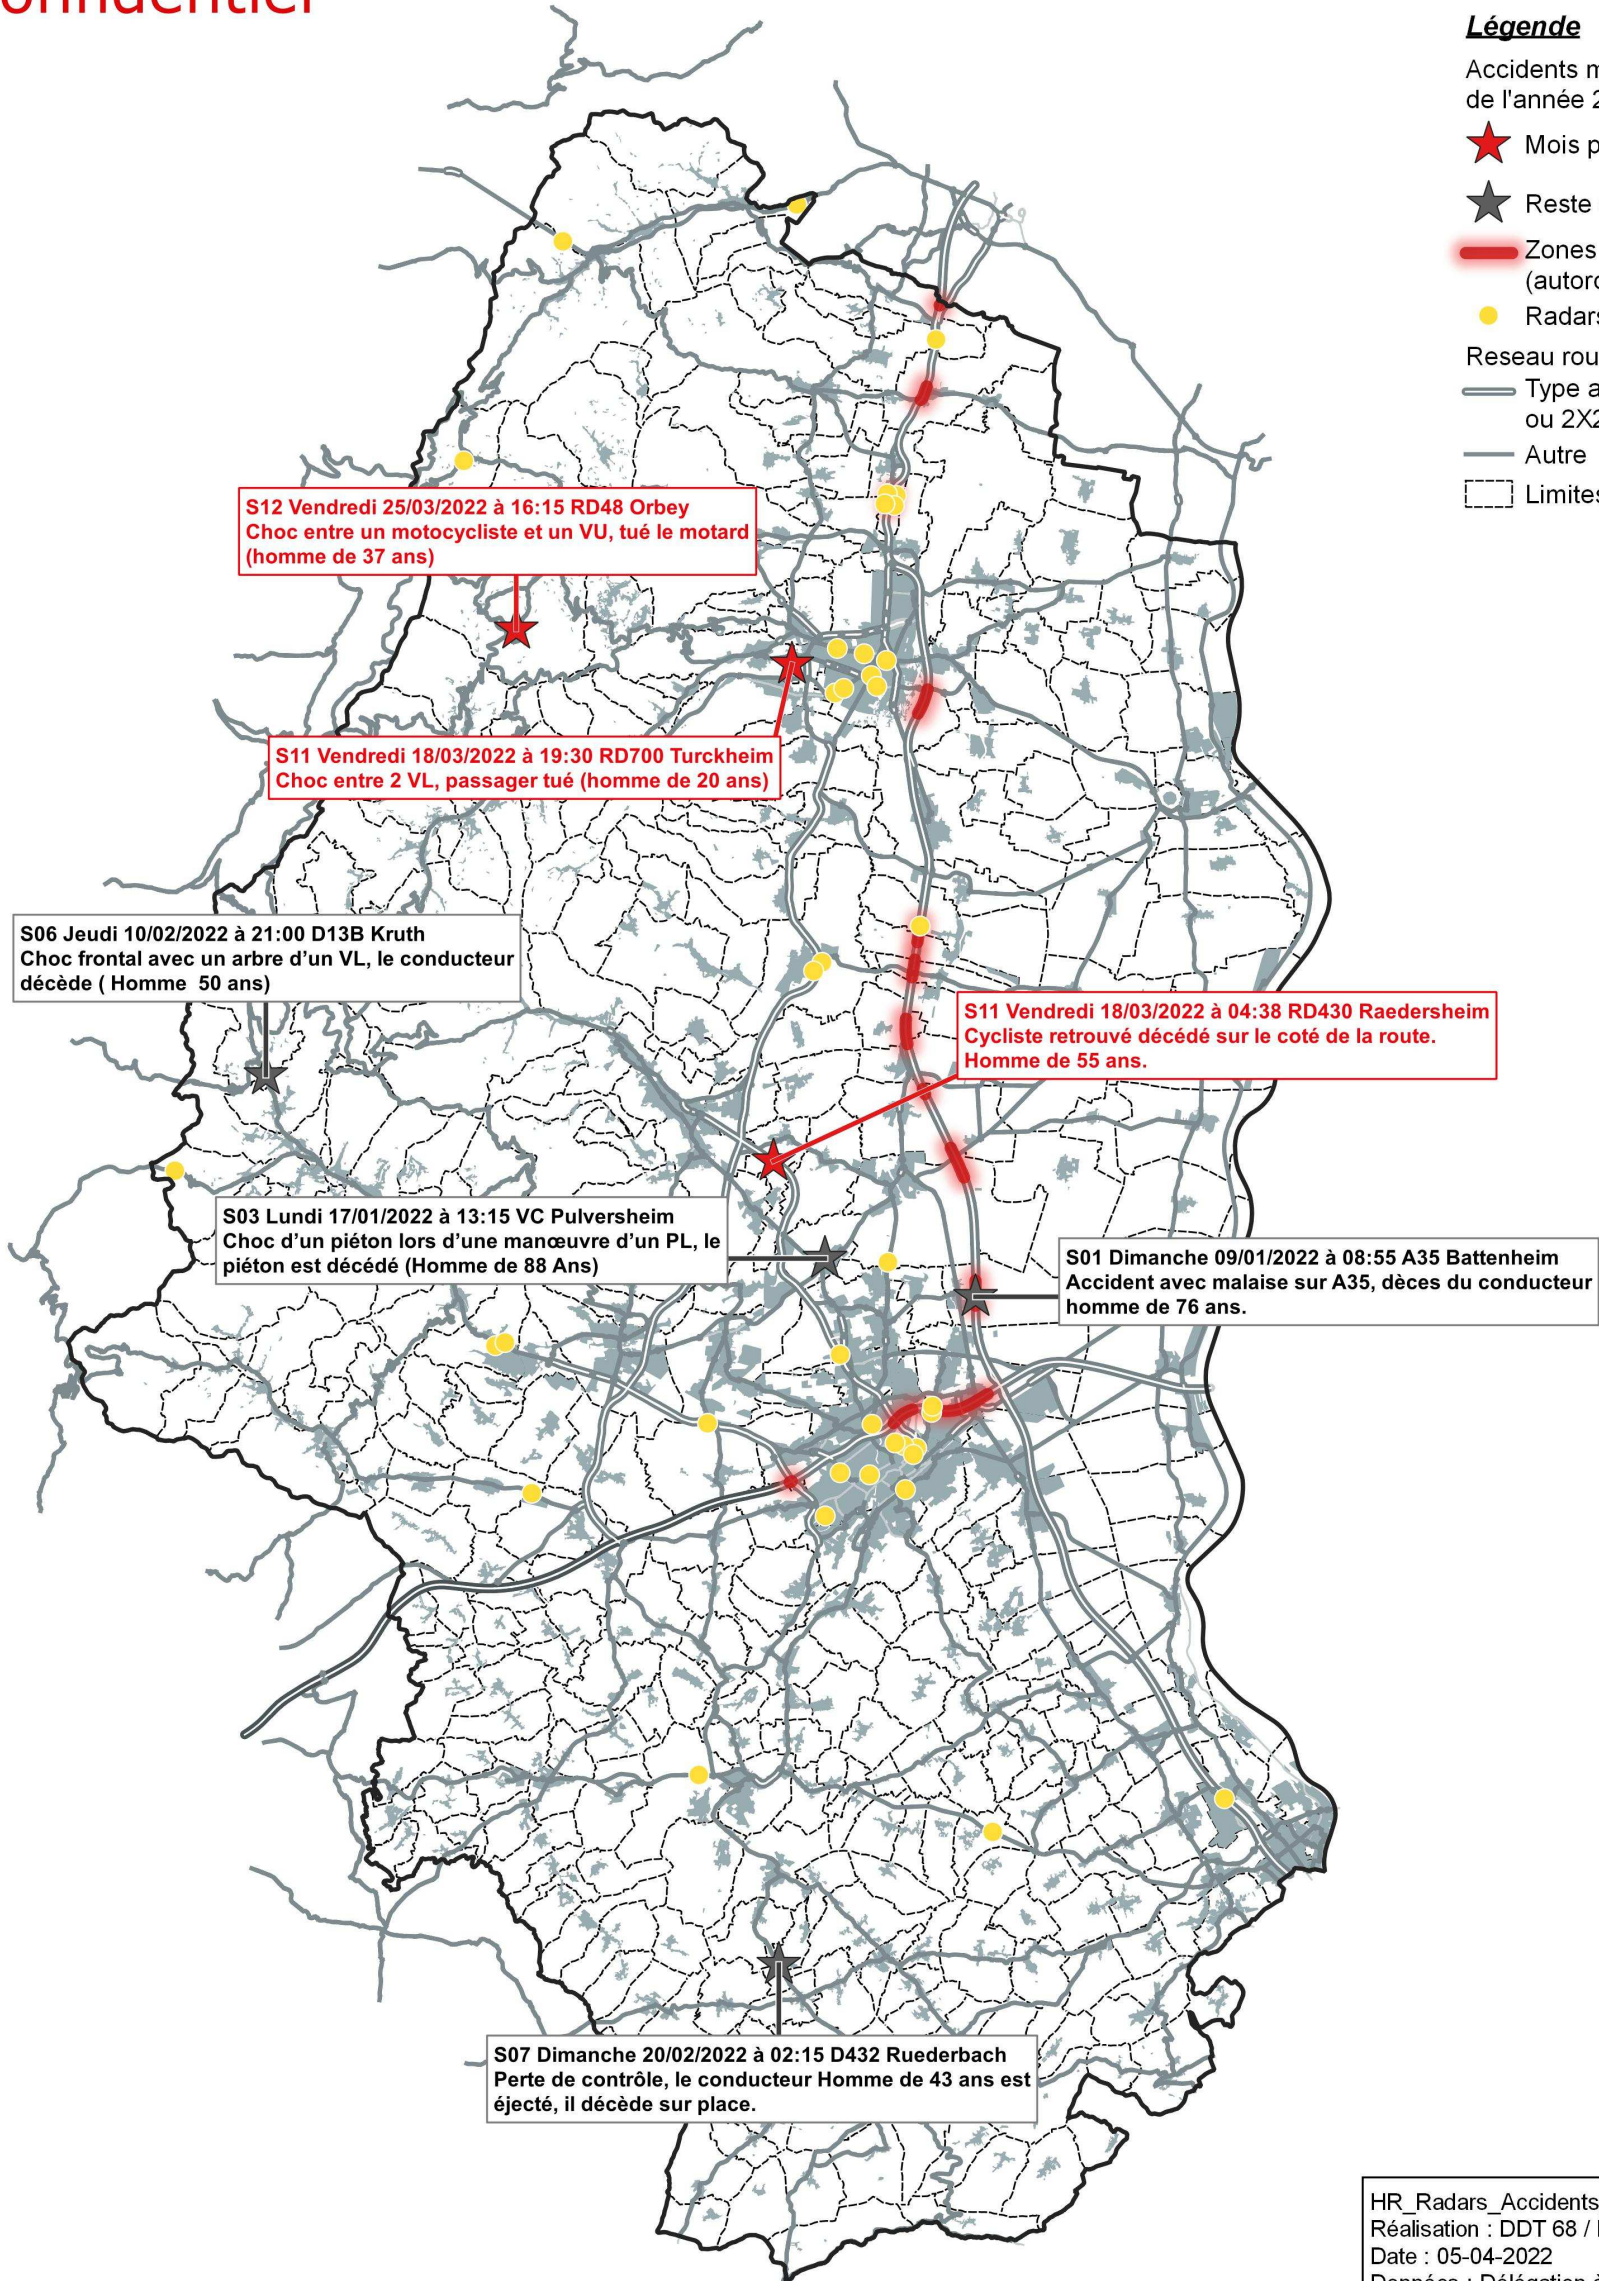 Légende
Accidents
de l'année
Mois
Reste
Zones
Radars
Reseau
Type
ou
Autre
Limites
S12 Vendredi 25/03/2022 à 16:15 RD48 Orbey
Choc entre un motocycliste et un VU, tué le motard
(homme de 37 ans)
S11 Vendredi 18/03/2022 à 19:30 RD700 Turckheim
Choc entre 2 VL, passager tué (homme de 20 ans)
S06 Jeudi 10/02/2022 à 21:00 D13B Kruth
Choc frontal avec un arbre d’un VL, le conducteur
décède ( Homme 50 ans)
S11 Vendredi 18/03/2022 à 04:38 RD430 Raedersheim
Cycliste retrouvé décédé sur le coté de la route.
Homme de 55 ans.
S03 Lundi 17/01/2022 à 13:15 VC Pulversheim
Choc d’un piéton lors d’une manœuvre d’un PL, le
piéton est décédé (Homme de 88 Ans)
S01 Dimanche 09/01/2022 à 08:55 A35 Battenheim
Accident avec malaise sur A35, dèces du conducteur
homme de 76 ans.
S07 Dimanche 20/02/2022 à 02:15 D432 Ruederbach
Perte de contrôle, le conducteur Homme de 43 ans est
éjecté, il décède sur place.
HR_Radars_Accidents
Réalisation : DDT 68 /
Date : 05-04-2022